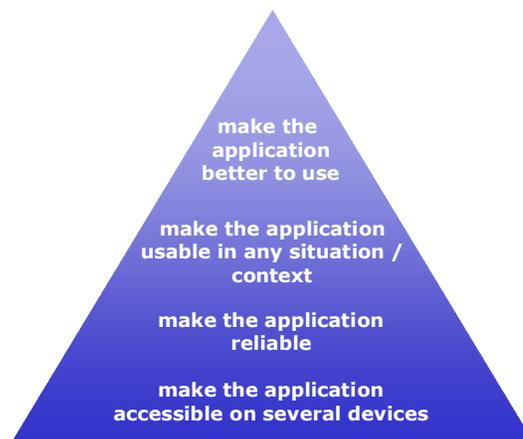 make the
application
better to use
make the application
usable in any situation /
context
make the application
reliable
make the application
accessible on several devices